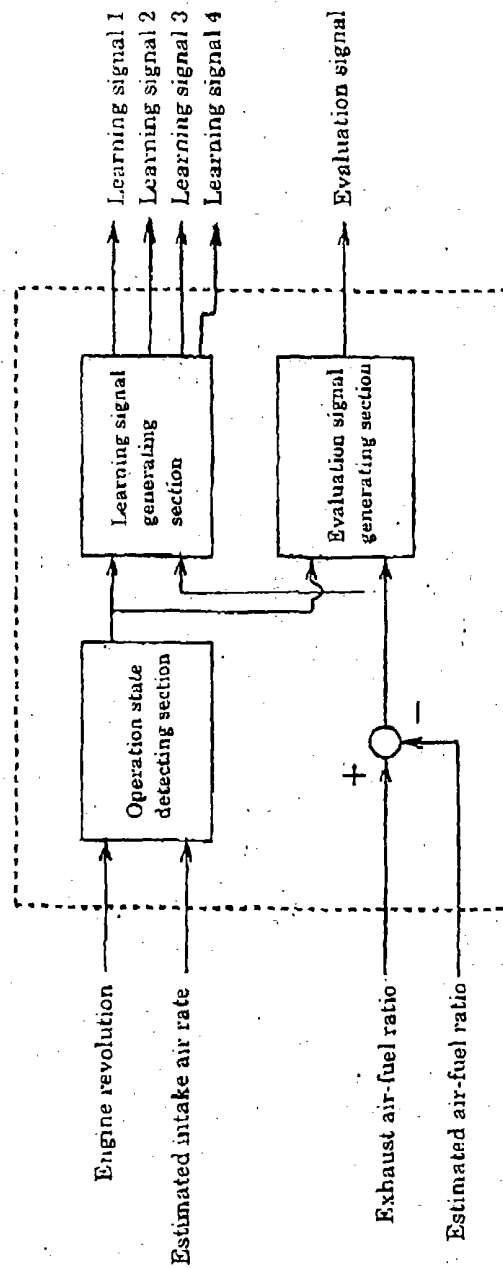 Engine revolution
Estimated intake air rate
Exhaust air-fuel ratio
Estimated air-fuel ratio
Operation state
detecting section
+
−
Learning signal
generating
section
Evaluation signal
generating section
Learning signal 1
Learning signal 2
Learning signal 3
Learning signal 4
Evaluation signal